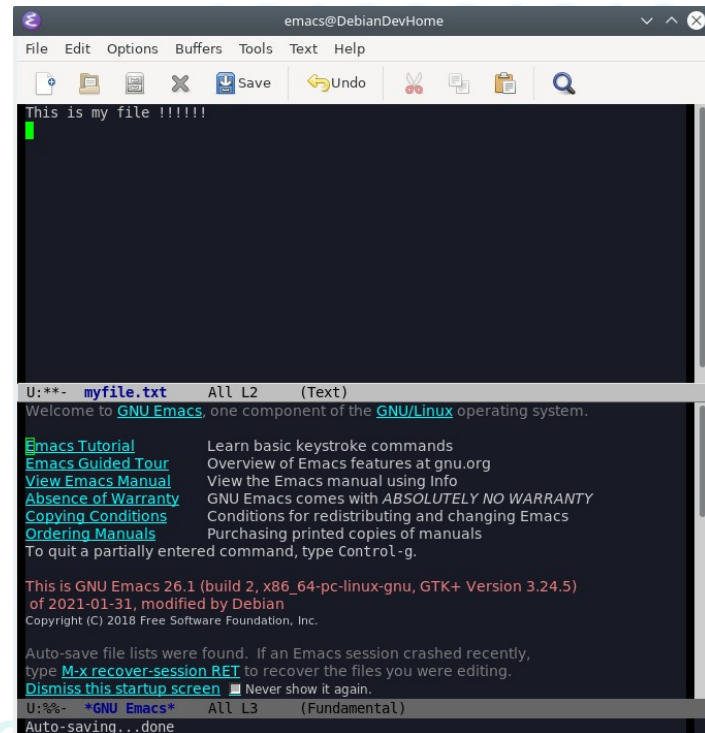 emacs@DebianDevHome
File Edit Options Buffers Tools Text Help
Save Undo
This is my file !!!!!!
U:**- myfile.txt All L2 (Text)
Welcome to GNU Emacs, one component of the GNU/Linux operating system.
Emacs Tutorial Learn basic keystroke commands
Emacs Guided Tour Overview of Emacs features at gnu.org
View Emacs Manual View the Emacs manual using Info
Absence of Warranty GNU Emacs comes with ABSOLUTELY NO WARRANTY
Copying Conditions Conditions for redistributing and changing Emacs
Ordering Manuals Purchasing printed copies of manuals
To quit a partially entered command, type Control-g.
This is GNU Emacs 26.1 (build 2, x86_64-pc-linux-gnu, GTK+ Version 3.24.5)
of 2021-01-31, modified by Debian
Copyright (C) 2018 Free Software Foundation, Inc.
Auto-save file lists were found. If an Emacs session crashed recently,
type M-x recover-session RET to recover the files you were editing.
Dismiss this startup screen Never show it again.
U:%%- *GNU Emacs* All L3 (Fundamental)
Auto-saving...done